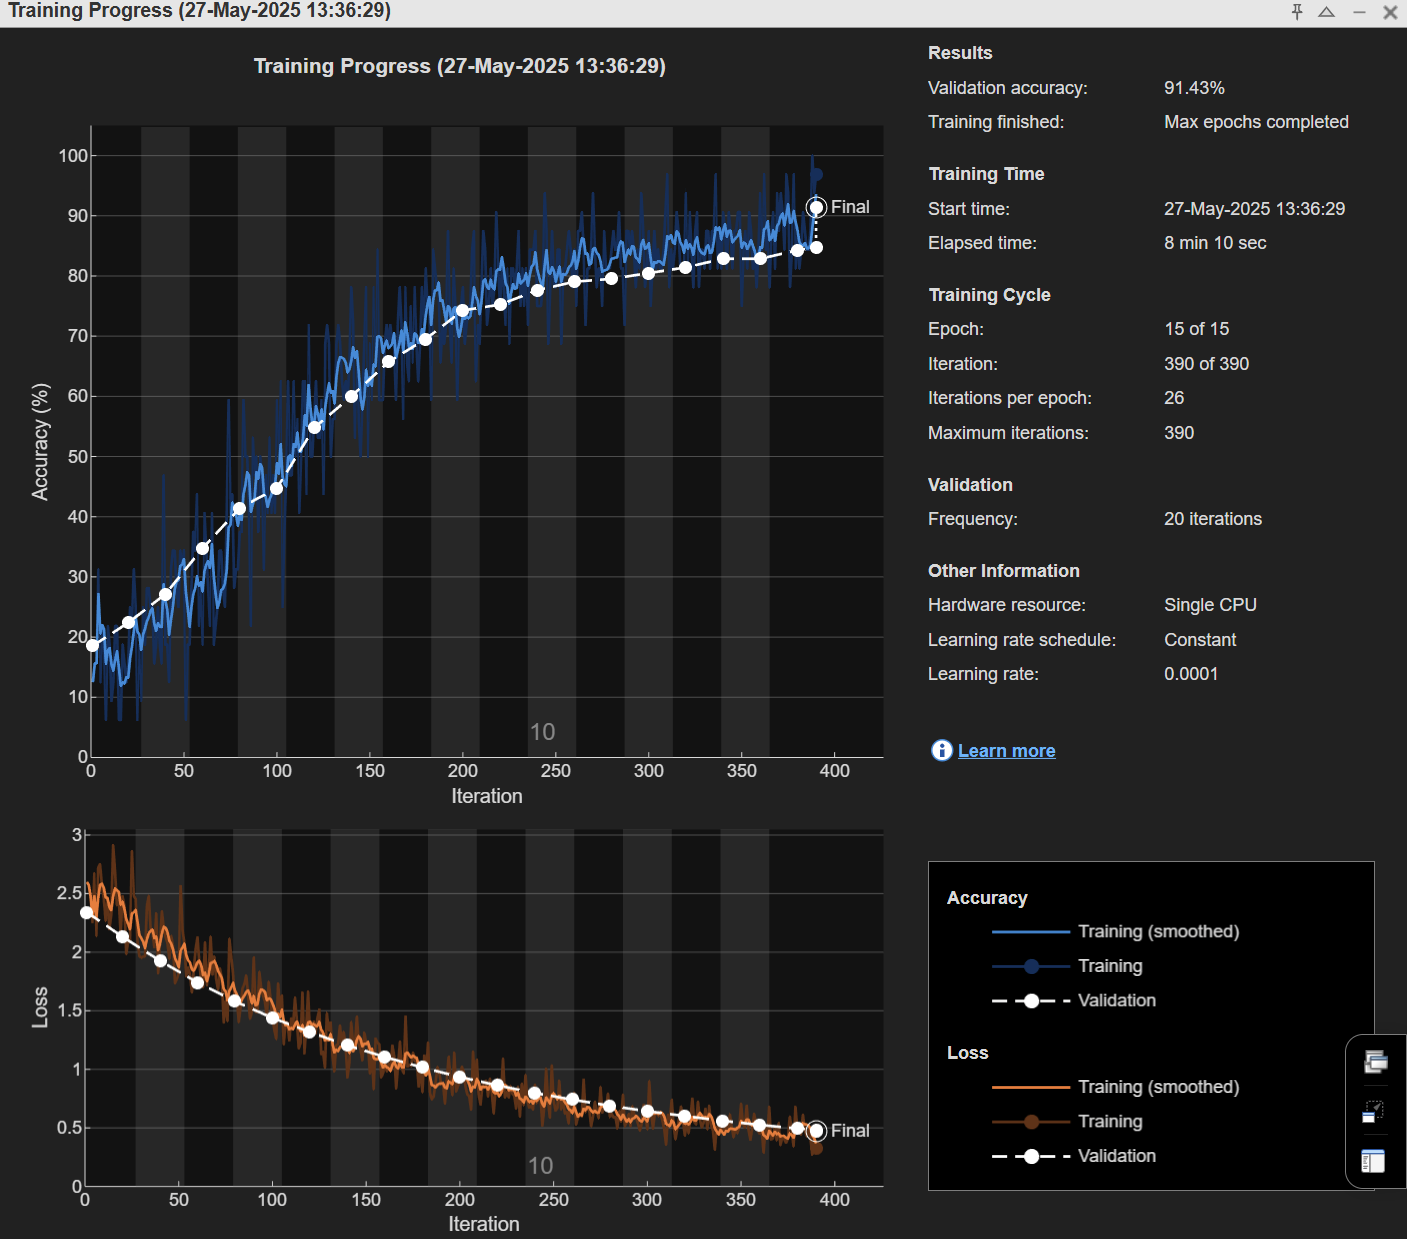 Training Progress (27-May-2025 13:36:29)
Training Progress (27-May-2025 13:36:29)
100
90
80
70
60
50
40
30
20
10
0
Accuracy (%)
Final
10
0 50 100 150 200 250 300 350 400
Iteration
3
2.5
2
1.5
1
0.5
0
Loss
Final
10
0 50 100 150 200 250 300 350 400
Iteration
Results
Validation accuracy: 91.43%
Training finished: Max epochs completed
Training Time
Start time: 27-May-2025 13:36:29
Elapsed time: 8 min 10 sec
Training Cycle
Epoch: 15 of 15
Iteration: 390 of 390
Iterations per epoch: 26
Maximum iterations: 390
Validation
Frequency: 20 iterations
Other Information
Hardware resource: Single CPU
Learning rate schedule: Constant
Learning rate: 0.0001
Learn more
Accuracy
Training (smoothed)
Training
Validation
Loss
Training (smoothed)
Training
Validation